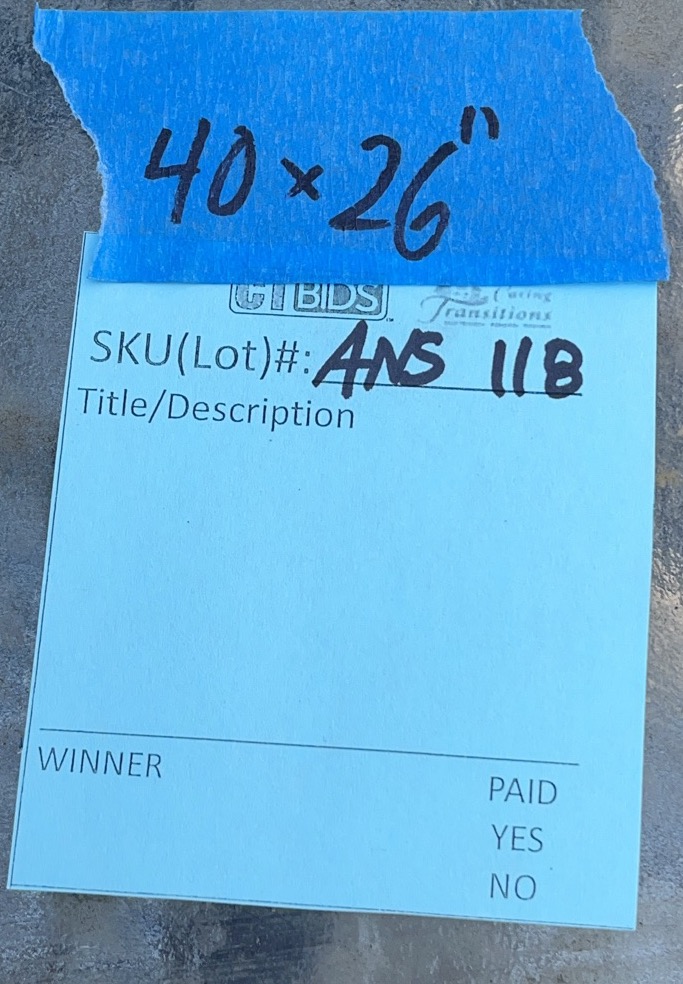 40 x 26"
CTBIDS
Caring
Transitions
SKU(Lot)#: ANS 118
Title/Description
WINNER
PAID
YES
NO